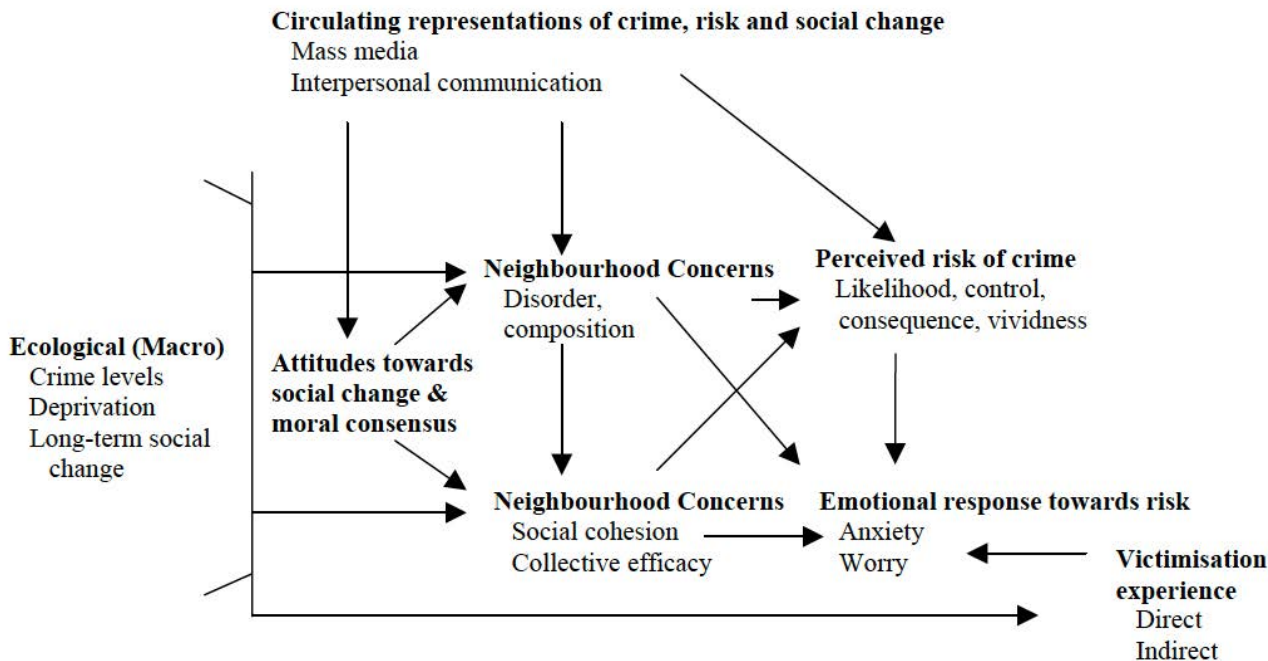 Circulating representations of crime, risk and social change
Mass media
Interpersonal communication
Neighbourhood Concerns
Disorder,
composition
Perceived risk of crime
Likelihood, control,
consequence, vividness
Ecological (Macro)
Crime levels
Deprivation
Long-term social
change
Attitudes towards
social change &
moral consensus
Neighbourhood Concerns
Social cohesion
Collective efficacy
Emotional response towards risk
Anxiety
Worry
Victimisation
experience
Direct
Indirect